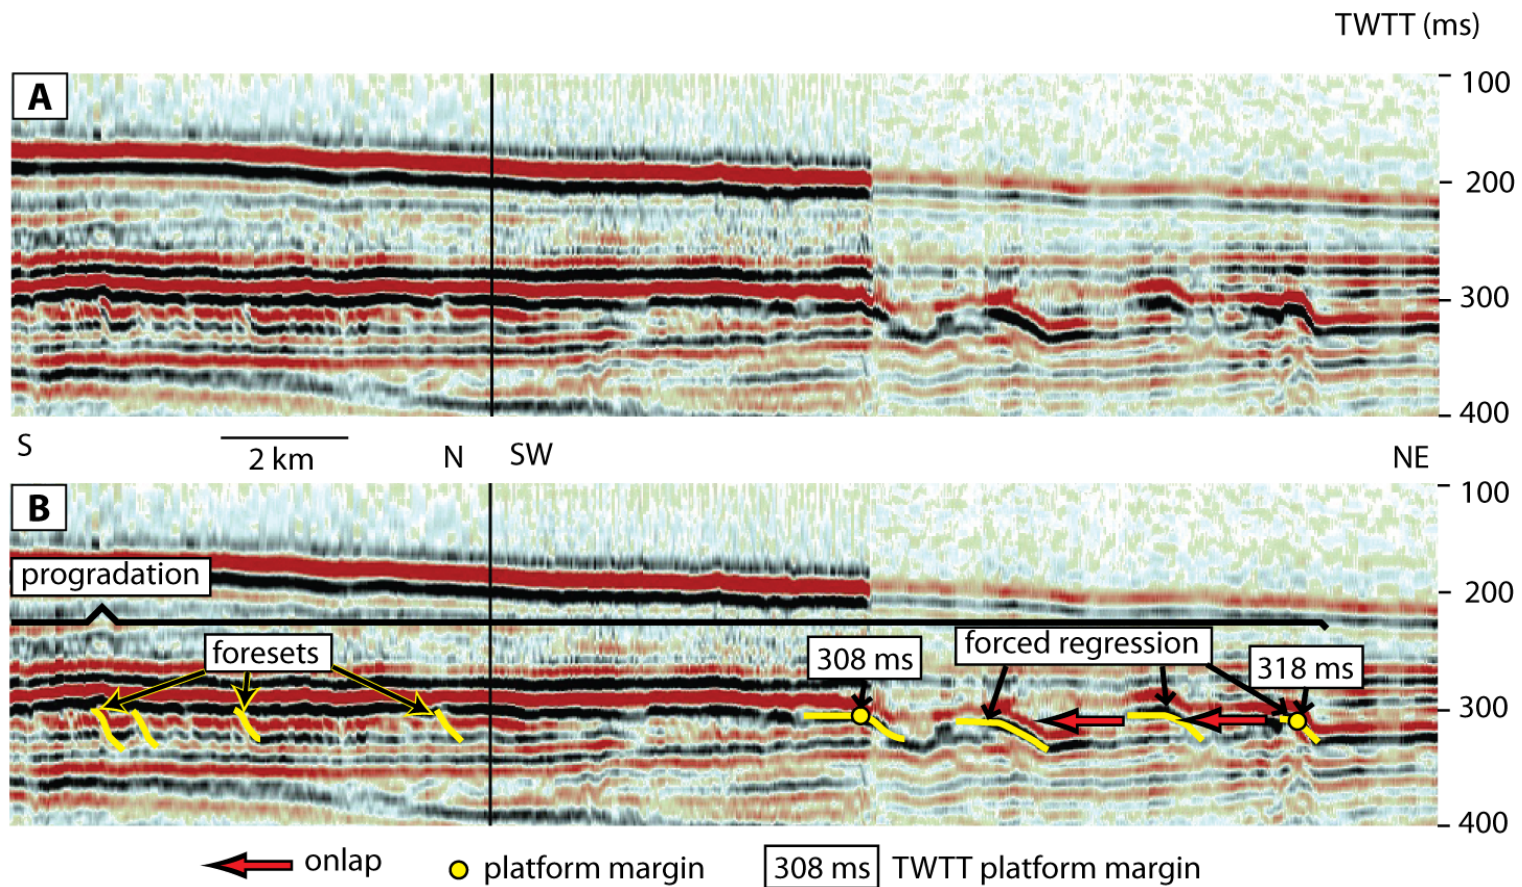 TWTT (ms)
A
100
200
300
400
S
2 km
N
SW
NE
B
100
progradation
200
foresets
308 ms
forced regression
318 ms
300
400
onlap
platform margin
308 ms
TWTT platform margin